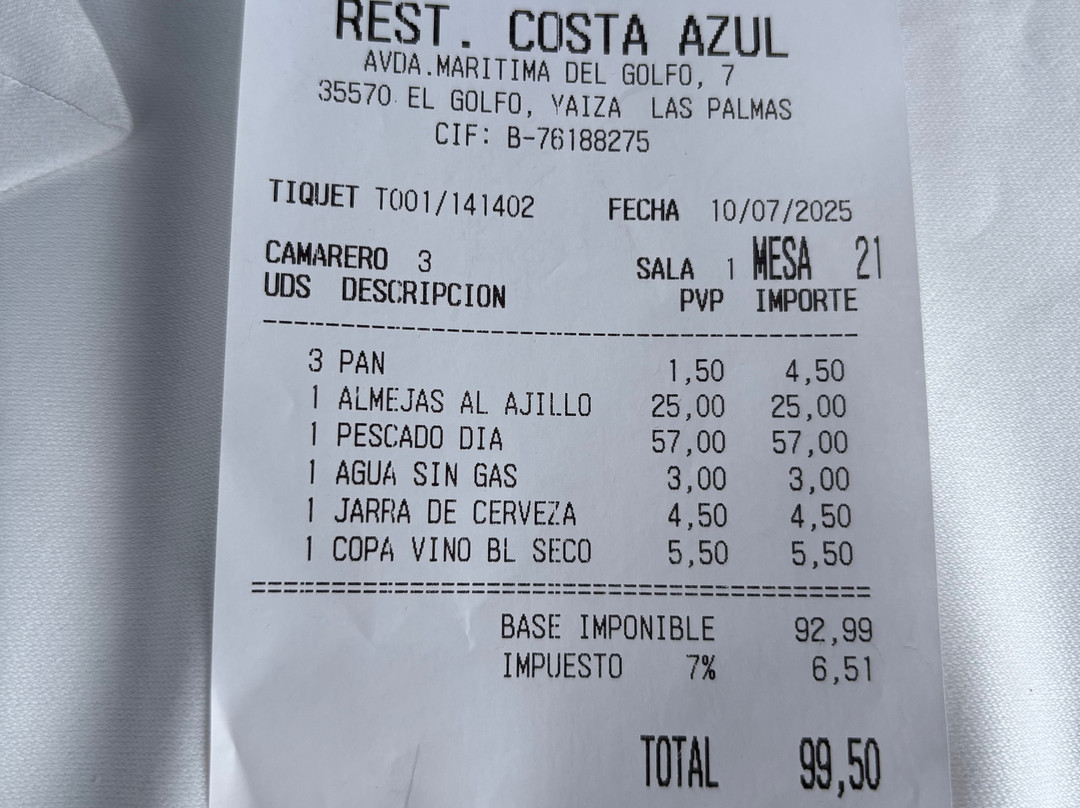 REST. COSTA AZUL
AVDA.MARITIMA DEL GOLFO, 7
35570 EL GOLFO, YAIZA LAS PALMAS
CIF: B-76188275
TIQUET T001/141402 FECHA 10/07/2025
CAMARERO 3 SALA 1 MESA 21
UDS DESCRIPCION PVP IMPORTE
3 PAN 1,50 4,50
1 ALMEJAS AL AJILLO 25,00 25,00
1 PESCADO DIA 57,00 57,00
1 AGUA SIN GAS 3,00 3,00
1 JARRA DE CERVEZA 4,50 4,50
1 COPA VINO BL SECO 5,50 5,50
BASE IMPONIBLE 92,99
IMPUESTO 7% 6,51
TOTAL 99,50